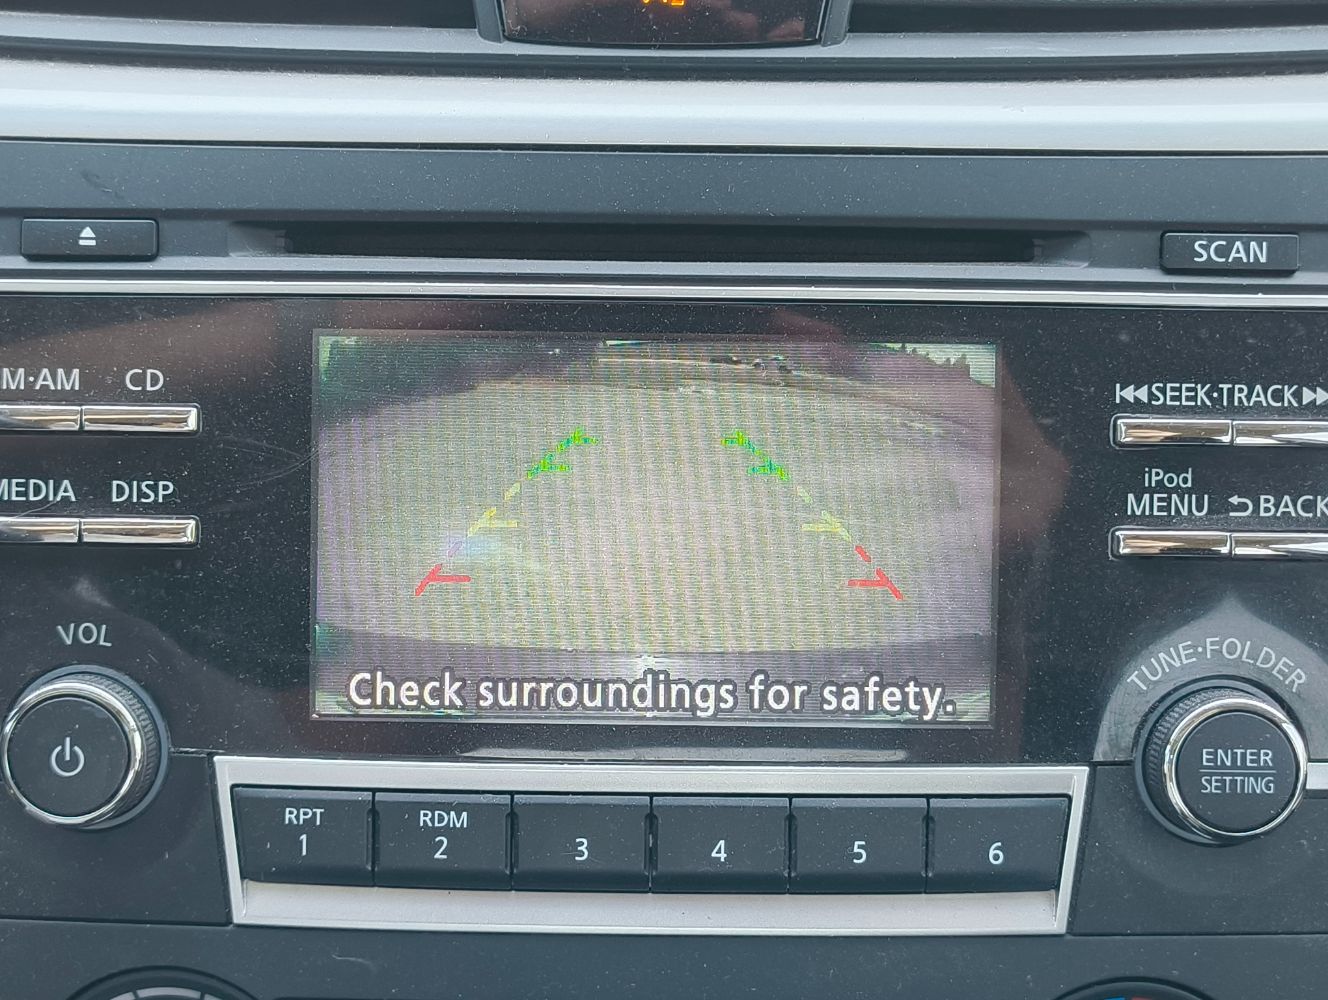 SCAN
M·AM CD
SEEK·TRACK
MEDIA DISP
iPod
MENU BACK
VOL
TUNE·FOLDER
Check surroundings for safety.
ENTER
SETTING
RPT RDM
1 2 3 4 5 6